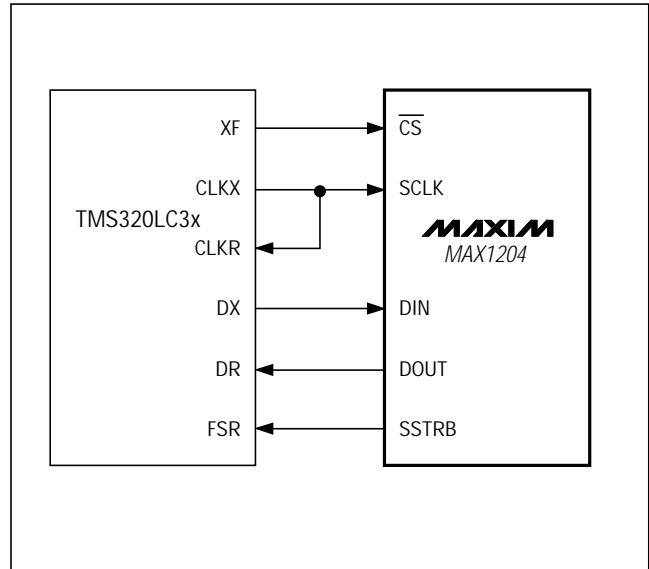 XF
CS
CLKX
SCLK
TMS320LC3x
MAXIM
MAX1204
CLKR
DX
DIN
DR
DOUT
FSR
SSTRB